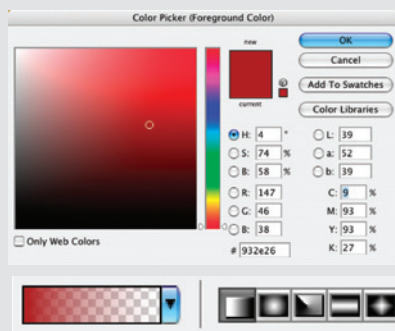 Color Picker (Foreground Color)
new
current
OK
Cancel
Add To Swatches
Color Libraries
H: 4 °
S: 74 %
B: 58 %
R: 147
G: 46
B: 38
# 932e26
L: 39
a: 52
b: 39
C: 9 %
M: 93 %
Y: 93 %
K: 27 %
Only Web Colors